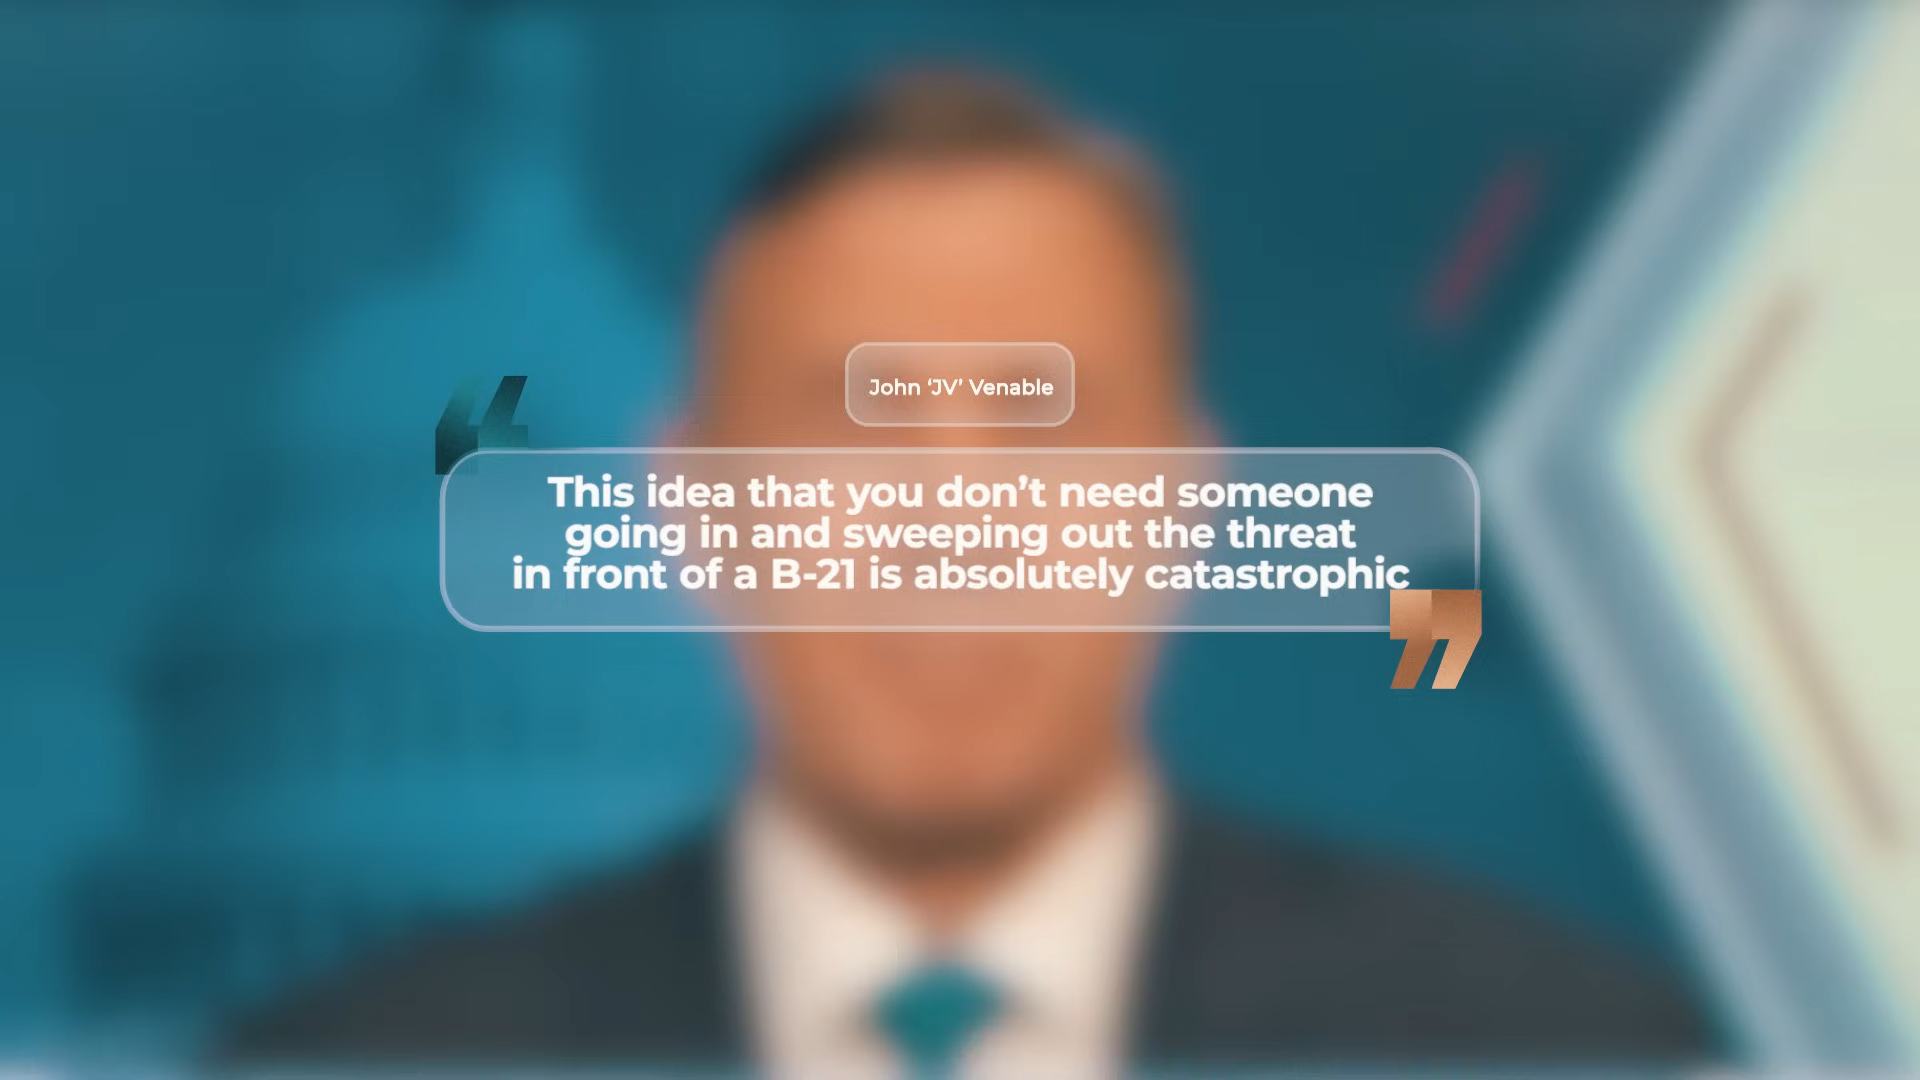 John ‘JV’ Venable
“
This idea that you don’t need someone
going in and sweeping out the threat
in front of a B-21 is absolutely catastrophic
”